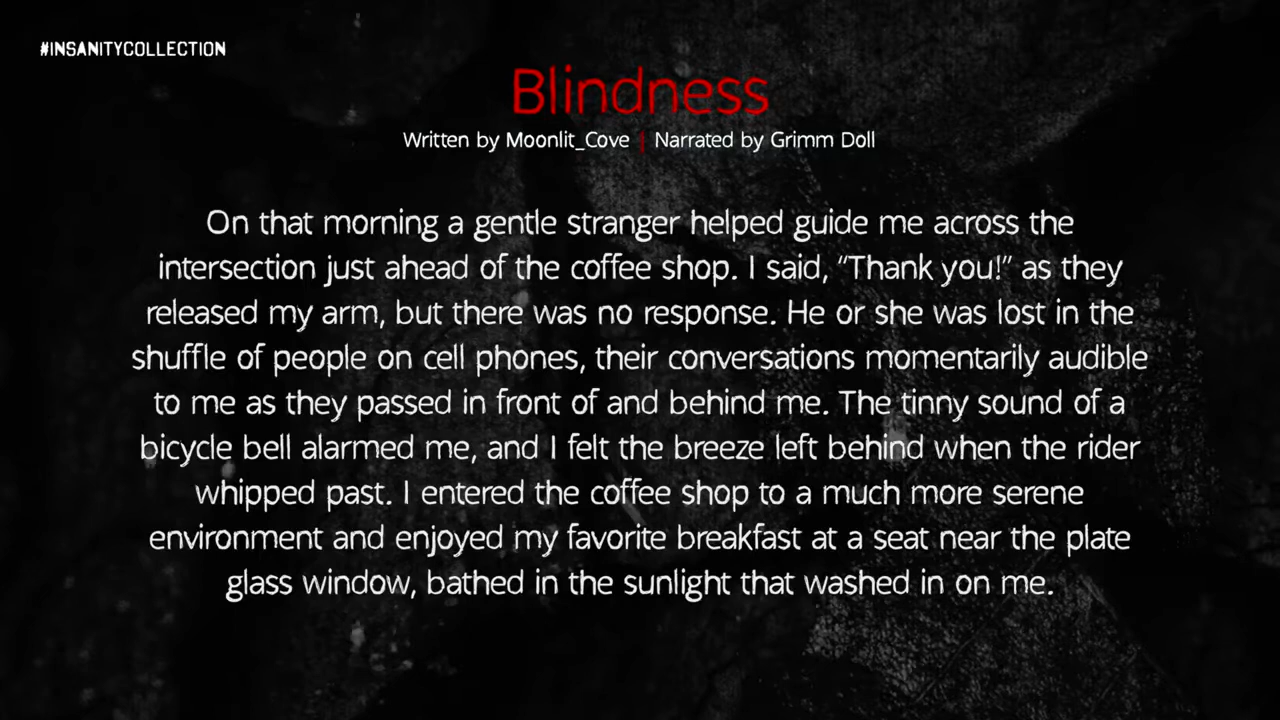 #INSANITYCOLLECTION
Blindness
Written by Moonlit_Cove | Narrated by Grimm Doll
On that morning a gentle stranger helped guide me across the
intersection just ahead of the coffee shop. I said, “Thank you!” as they
released my arm, but there was no response. He or she was lost in the
shuffle of people on cell phones, their conversations momentarily audible
to me as they passed in front of and behind me. The tinny sound of a
bicycle bell alarmed me, and I felt the breeze left behind when the rider
whipped past. I entered the coffee shop to a much more serene
environment and enjoyed my favorite breakfast at a seat near the plate
glass window, bathed in the sunlight that washed in on me.